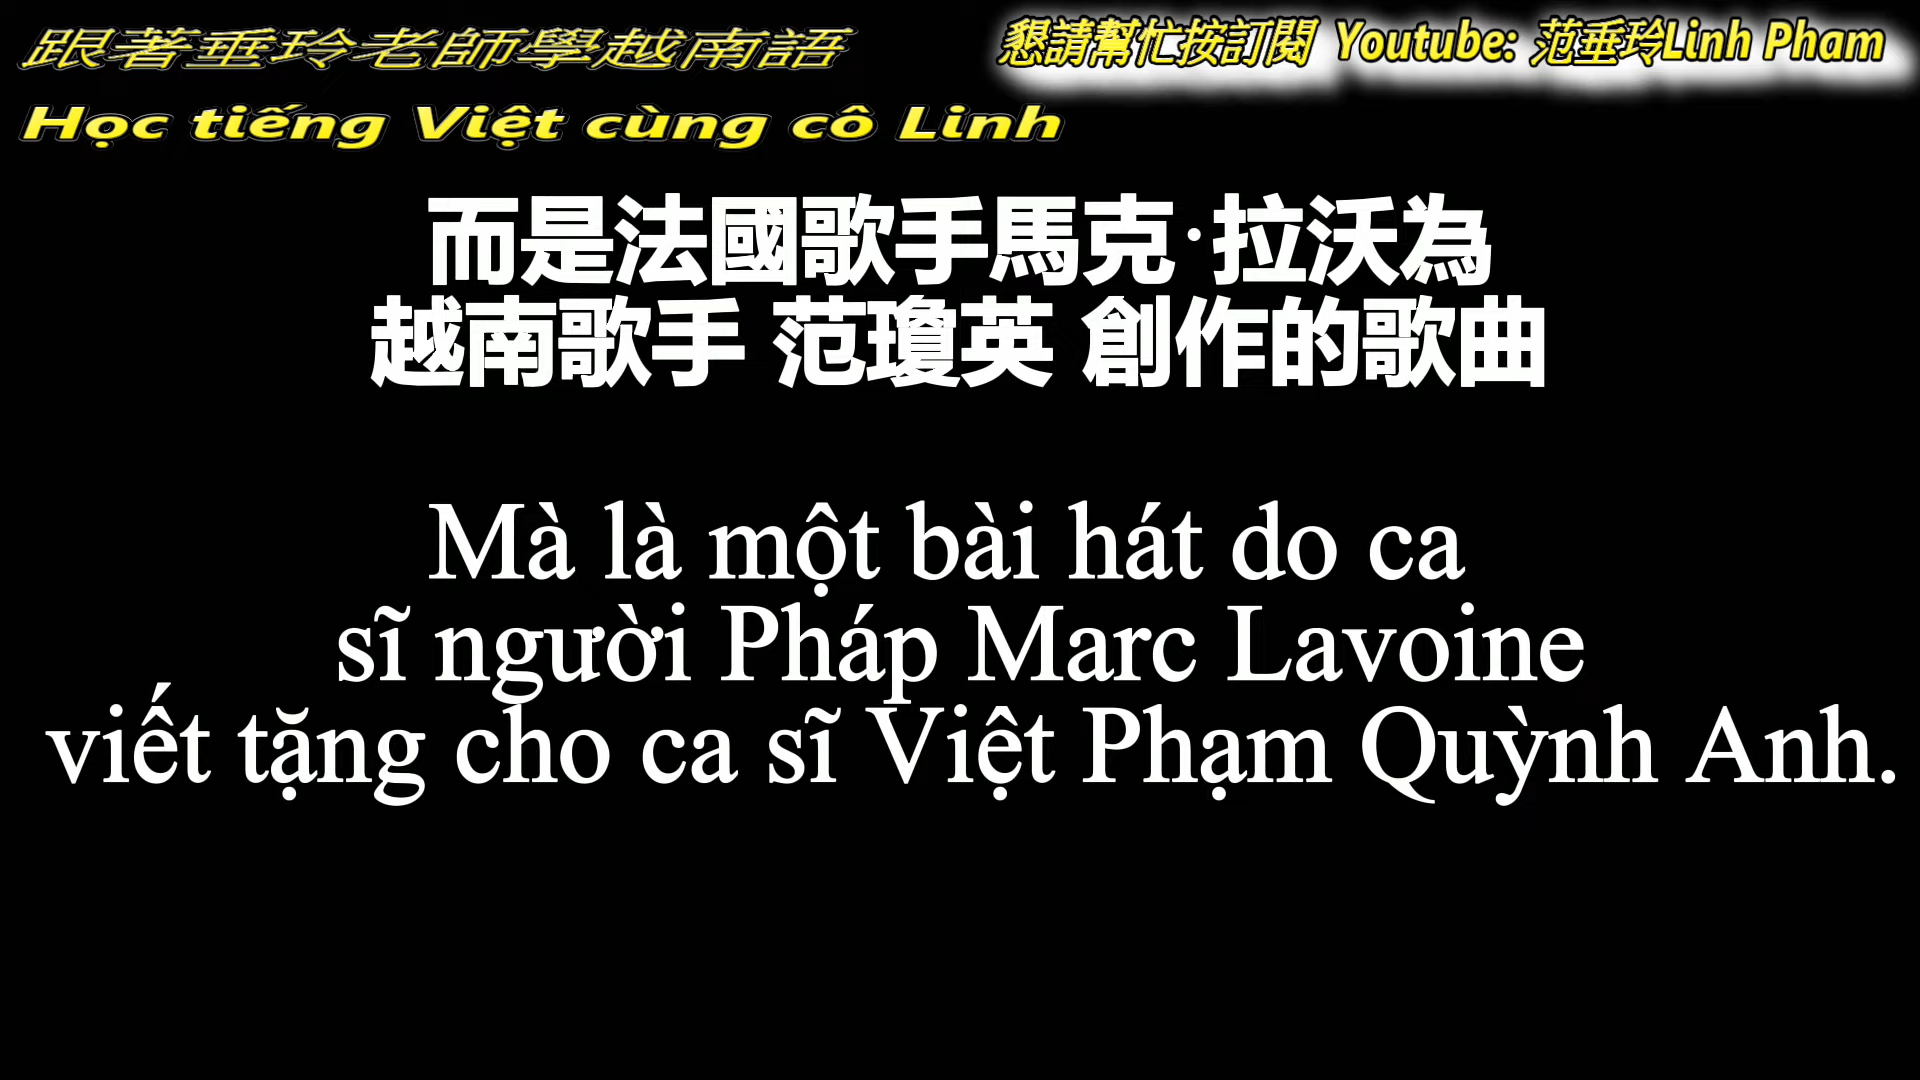 跟著垂玲老師學越南語
懇請幫忙按訂閱 Youtube: 范垂玲Linh Pham
Học tiếng Việt cùng cô Linh
而是法國歌手馬克·拉沃為
越南歌手 范瓊英 創作的歌曲
Mà là một bài hát do ca
sĩ người Pháp Marc Lavoine
viết tặng cho ca sĩ Việt Phạm Quỳnh Anh.